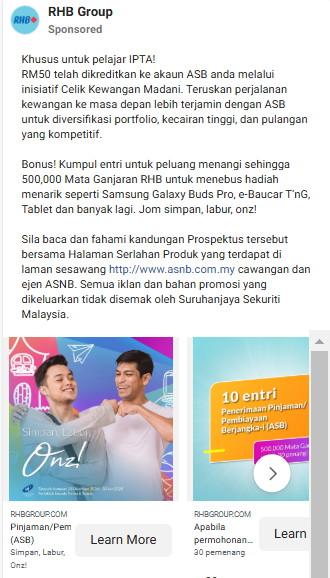 RHB Group
RHB
Sponsored
Khusus untuk pelajar IPTA!
RM50 telah dikreditkan ke akaun ASB anda melalui
inisiatif Celik Kewangan Madani. Teruskan perjalanan
kewangan ke masa depan lebih terjamin dengan ASB
untuk diversifikasi portfolio, kecairan tinggi, dan pulangan
yang kompetitif.
Bonus! Kumpul entri untuk peluang menangi sehingga
500,000 Mata Ganjaran RHB untuk menebus hadiah
menarik seperti Samsung Galaxy Buds Pro, e-Baucar T'nG,
Tablet dan banyak lagi. Jom simpan, labur, onz!
Sila baca dan fahami kandungan Prospektus tersebut
bersama Halaman Serlahan Produk yang terdapat di
laman sesawang http://www.asnb.com.my cawangan dan
ejen ASNB. Semua iklan dan bahan promosi yang
dikeluarkan tidak disemak oleh Suruhanjaya Sekuriti
Malaysia.
Simpan, Labur,
Onz!
10 entri
Penerimaan Pinjaman/
Pembiayaan
Berjangka-i (ASB)
500,000 Mata
RHBGROUP.COM
Pinjaman/Pem
(ASB)
Simpan, Labur,
Onz!
Learn More
RHBGROUP.COM
Apabila
permohonan...
30 pemenang
Learn